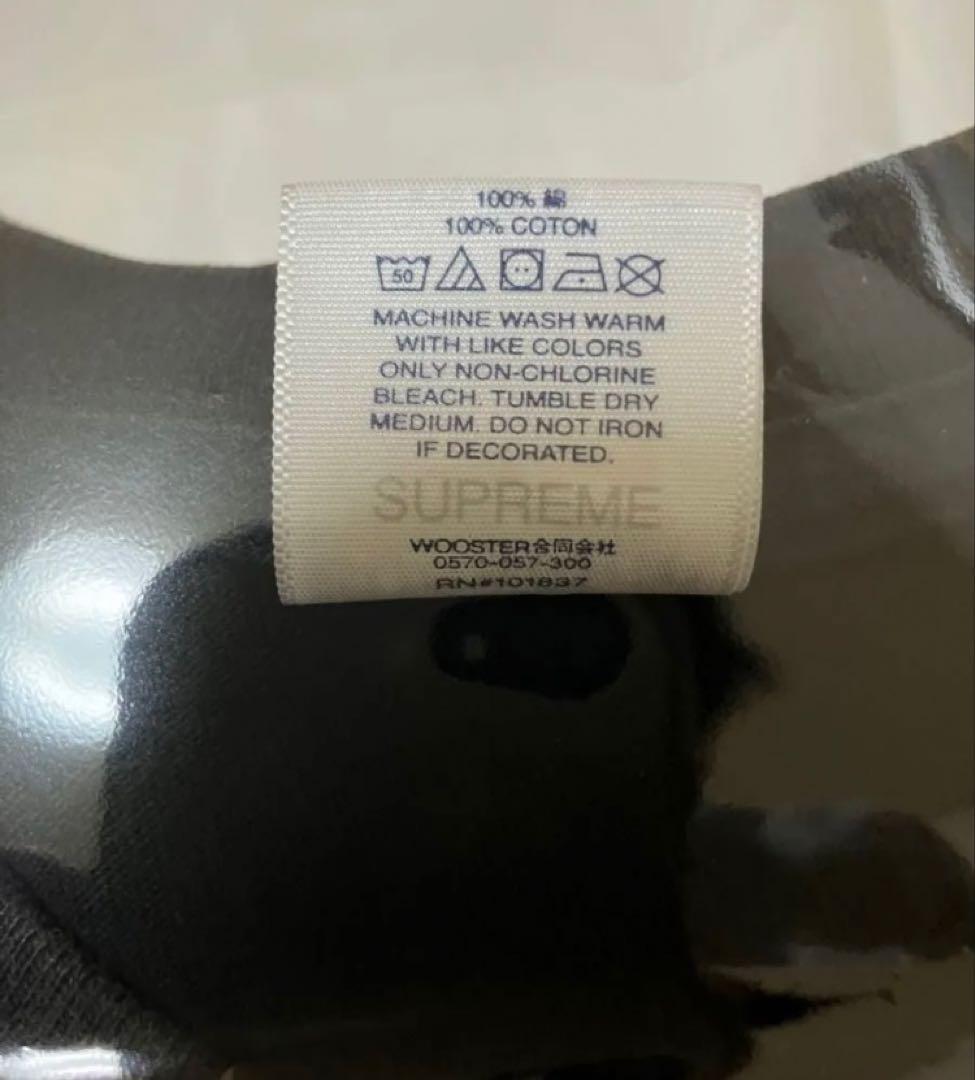 100% 綿
100% COTON
50
MACHINE WASH WARM
WITH LIKE COLORS
ONLY NON-CHLORINE
BLEACH. TUMBLE DRY
MEDIUM. DO NOT IRON
IF DECORATED.
SUPREME
WOOSTER合同会社
0570-057-300
RN#101837